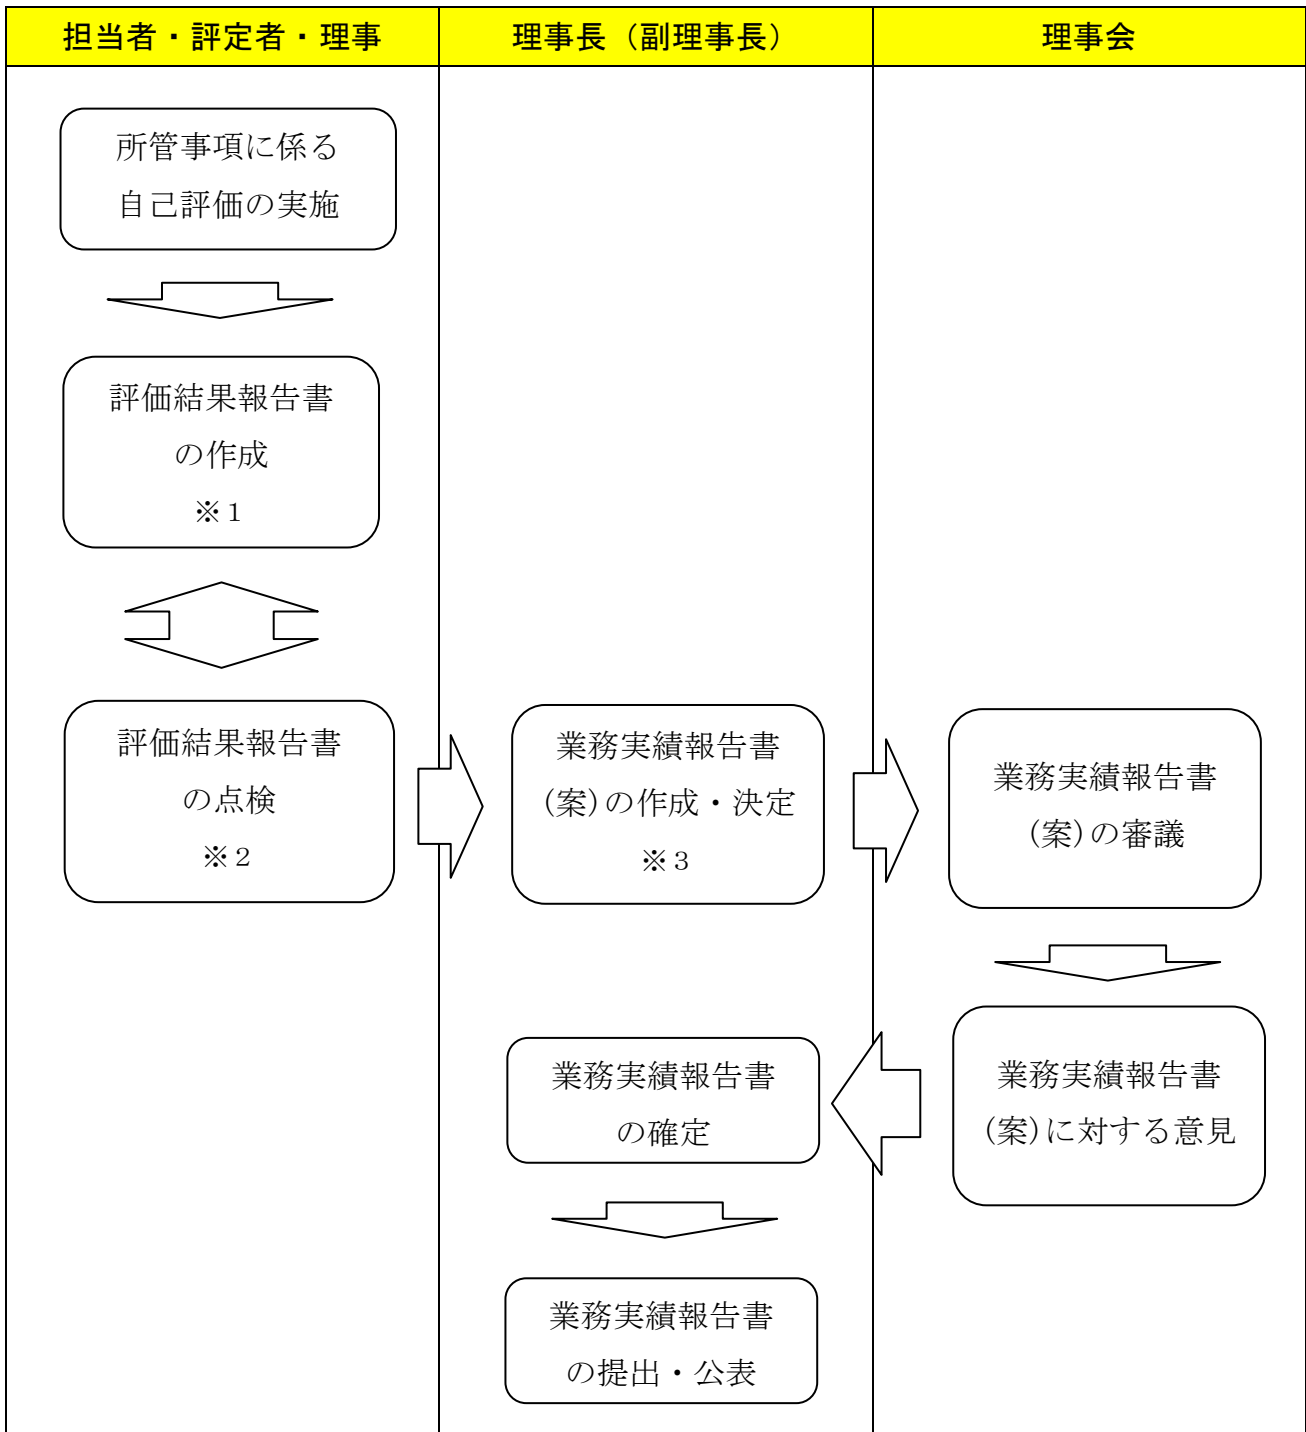 担当者・評定者・理事
理事長（副理事長）
理事会
所管事項に係る
自己評価の実施
評価結果報告書
の作成
※１
評価結果報告書
の点検
※２
業務実績報告書
(案)の作成・決定
※３
業務実績報告書
(案)の審議
業務実績報告書
(案)に対する意見
業務実績報告書
の確定
業務実績報告書
の提出・公表